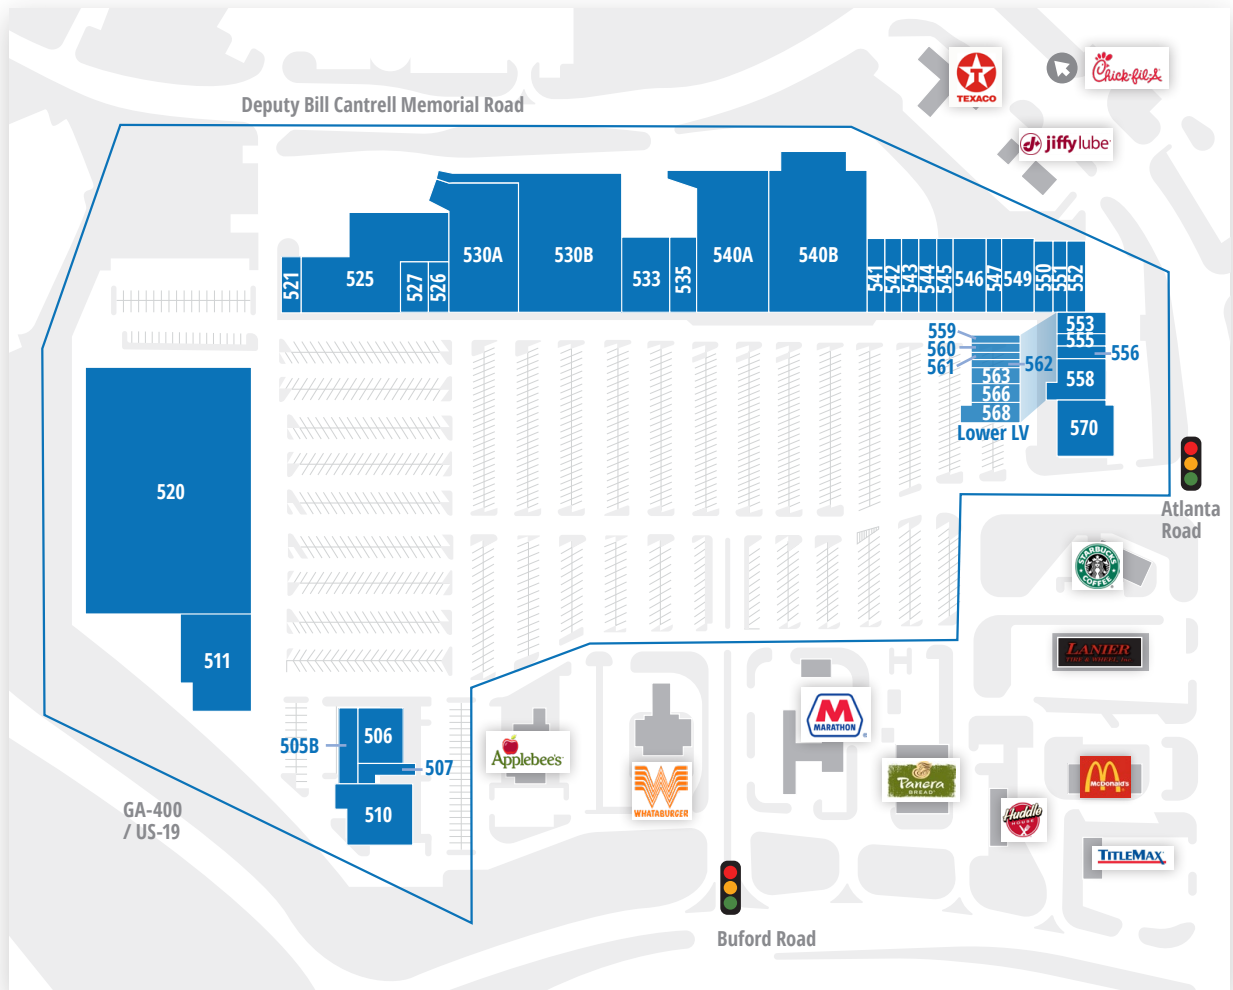 TEXACO
Chick-fil-A
Deputy Bill Cantrell Memorial Road
jiffy lube
521
525
527
526
530A
530B
533
535
540A
540B
541
542
543
544
545
546
547
549
550
551
552
559
560
561
562
563
566
568
Lower LV
553
555
556
558
570
520
Atlanta
Road
STARBUCKS
COFFEE
511
LANIER
TIRE & WHEEL, Inc
505B
506
507
510
Applebee's
WHATABURGER
MARATHON
Panera
BREAD
McDonald's
Huddle
HOUSE
TITLEMAX
GA-400
/ US-19
Buford Road